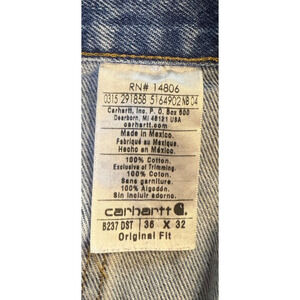 RN# 14806
0315 291858 5164902 NB 04
Carhartt, Inc. P. O. Box 600
Dearborn, MI 48121 USA
carhartt.com
Made in Mexico.
Fabriqué au Mexique.
Hecho en México.
100% Cotton.
Exclusive of Trimming.
100% Coton.
Sans garniture.
100% Algodón.
Sin incluir adorno.
carhartt
B237 DST 36 X 32
Original Fit